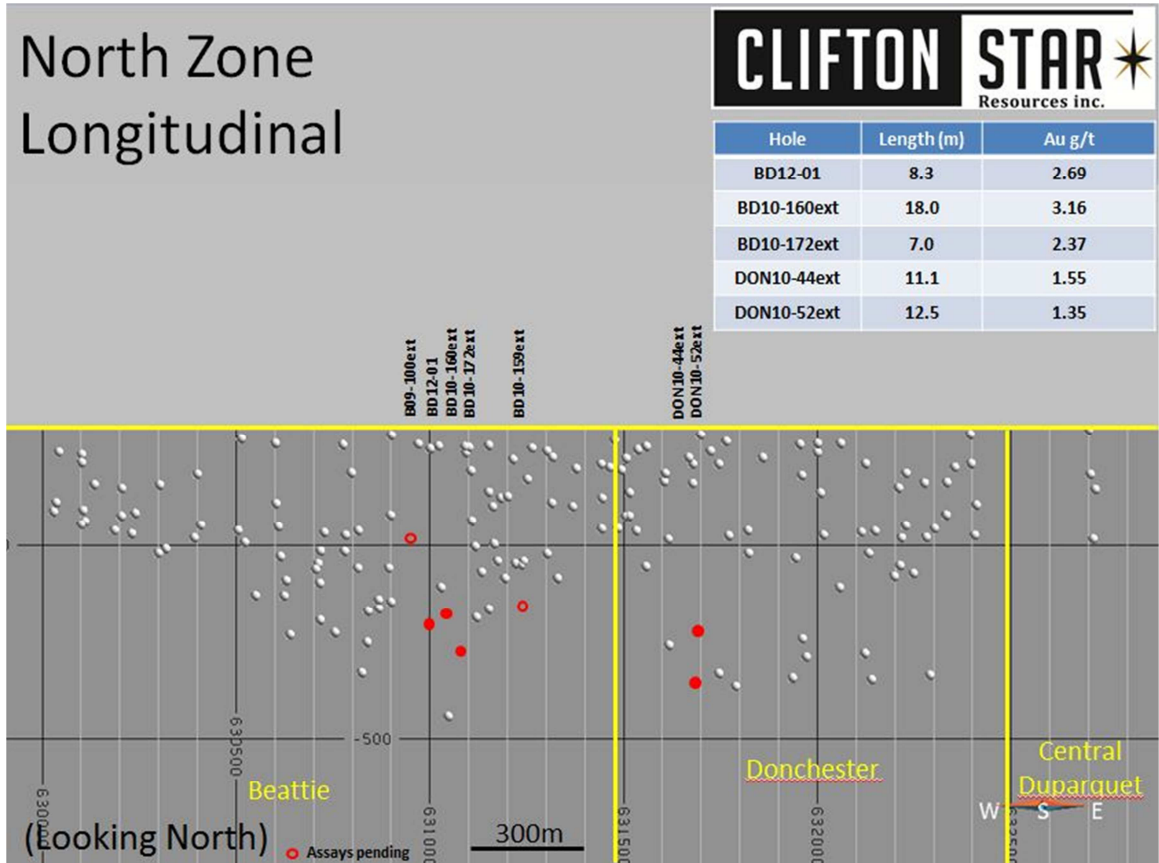 North Zone
Longitudinal
CLIFTON STAR
Resources inc.
Hole Length (m) Au g/t
BD12-01 8.3 2.69
BD10-160ext 18.0 3.16
BD10-172ext 7.0 2.37
DON10-44ext 11.1 1.55
DON10-52ext 12.5 1.35
B09-100ext
BD12-01
BD10-160ext
BD10-172ext
BD10-159ext
DON10-44ext
DON10-52ext
0
-500
630500
631000
632000
Beattie
Donchester
Central
Duparquet
W S E
(Looking North)
Assays pending
300m